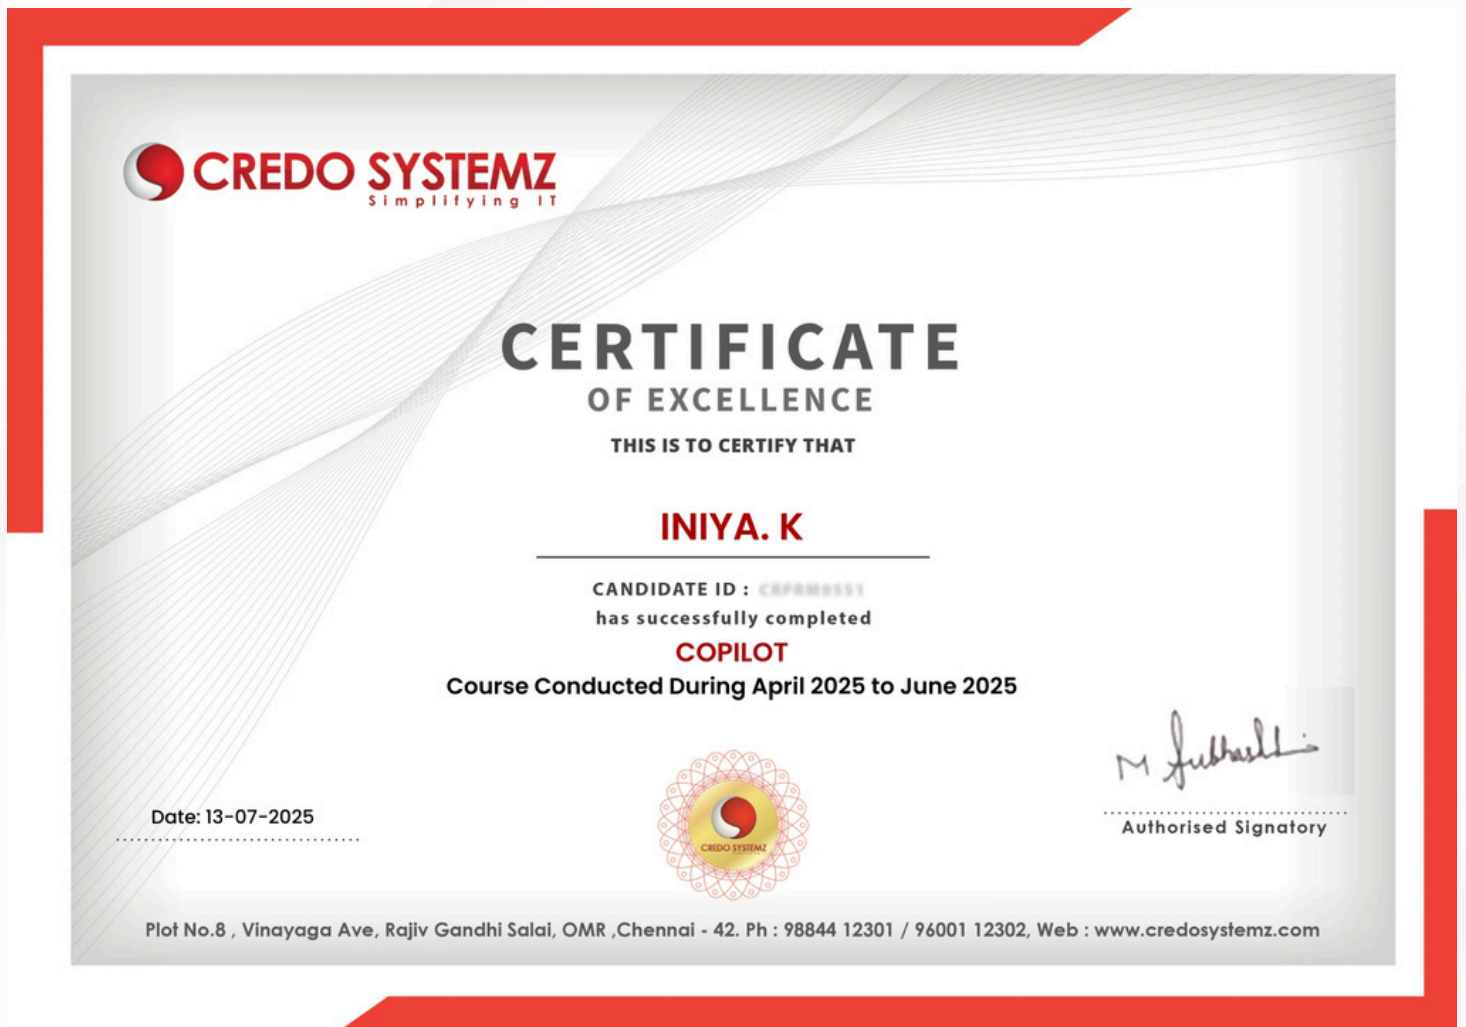 CREDO SYSTEMZ
Simplifying IT
CERTIFICATE
OF EXCELLENCE
THIS IS TO CERTIFY THAT
INIYA. K
CANDIDATE ID :
has successfully completed
COPILOT
Course Conducted During April 2025 to June 2025
Date: 13-07-2025
CREDO SYSTEMZ
Authorised Signatory
Plot No.8 , Vinayaga Ave, Rajiv Gandhi Salai, OMR ,Chennai - 42. Ph : 98844 12301 / 96001 12302, Web : www.credosystemz.com